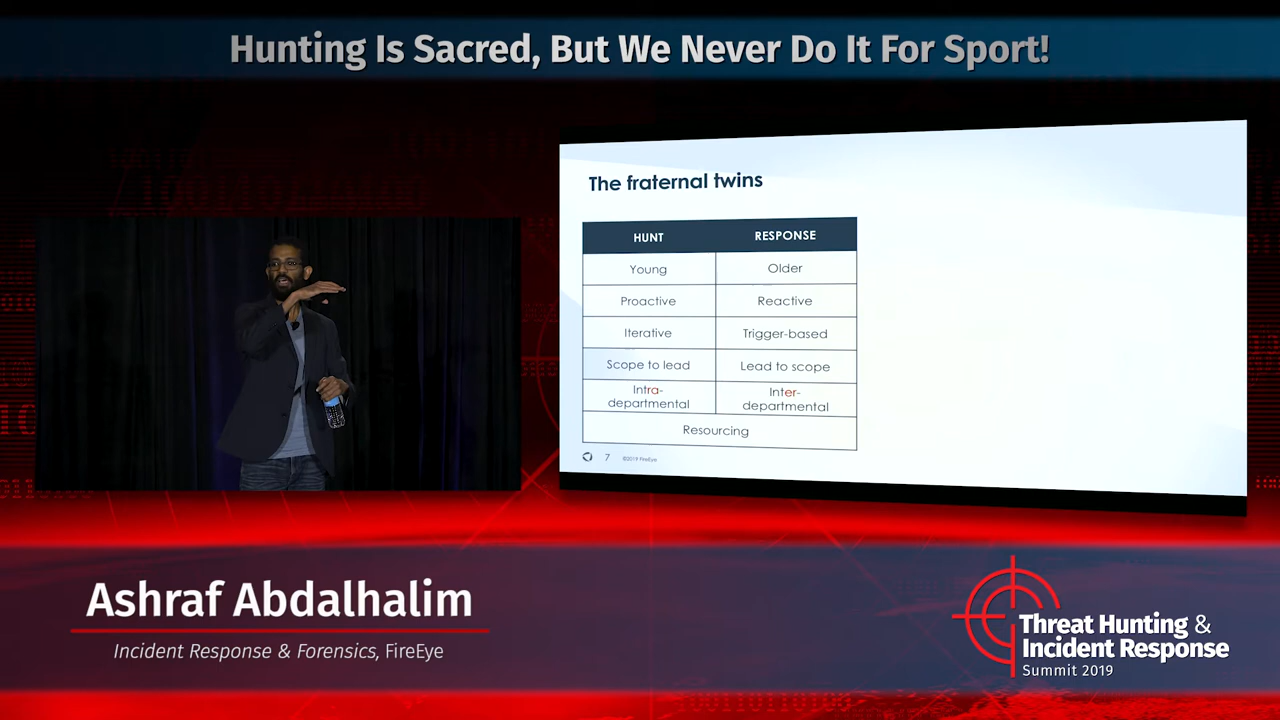 Hunting Is Sacred, But We Never Do It For Sport!
The fraternal twins
HUNT RESPONSE
Young Older
Proactive Reactive
Iterative Trigger-based
Scope to lead Lead to scope
Intra- Inter-
departmental departmental
Resourcing
7 ©2019 FireEye
Ashraf Abdalhalim
Incident Response & Forensics, FireEye
Threat Hunting &
Incident Response
Summit 2019